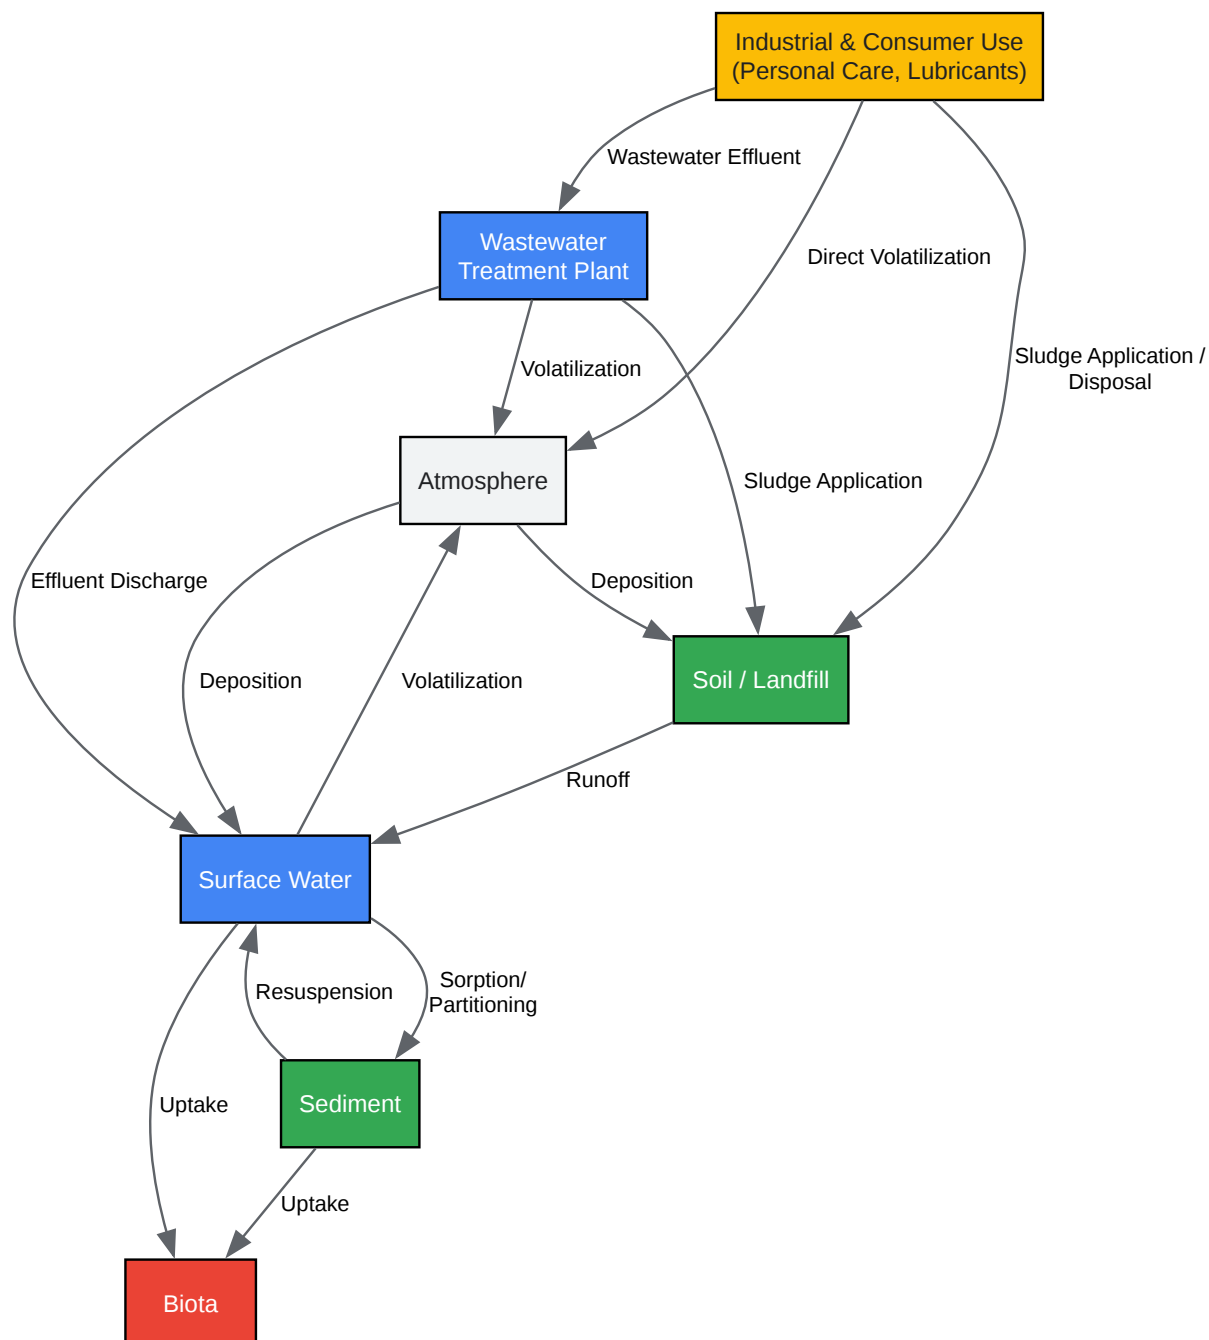 Industrial & Consumer Use
(Personal Care, Lubricants)
Wastewater Effluent
Wastewater
Treatment Plant
Direct Volatilization
Volatilization
Sludge Application /
Disposal
Atmosphere
Sludge Application
Effluent Discharge
Deposition
Deposition
Volatilization
Soil / Landfill
Runoff
Surface Water
Resuspension
Sorption/
Partitioning
Uptake
Sediment
Uptake
Biota